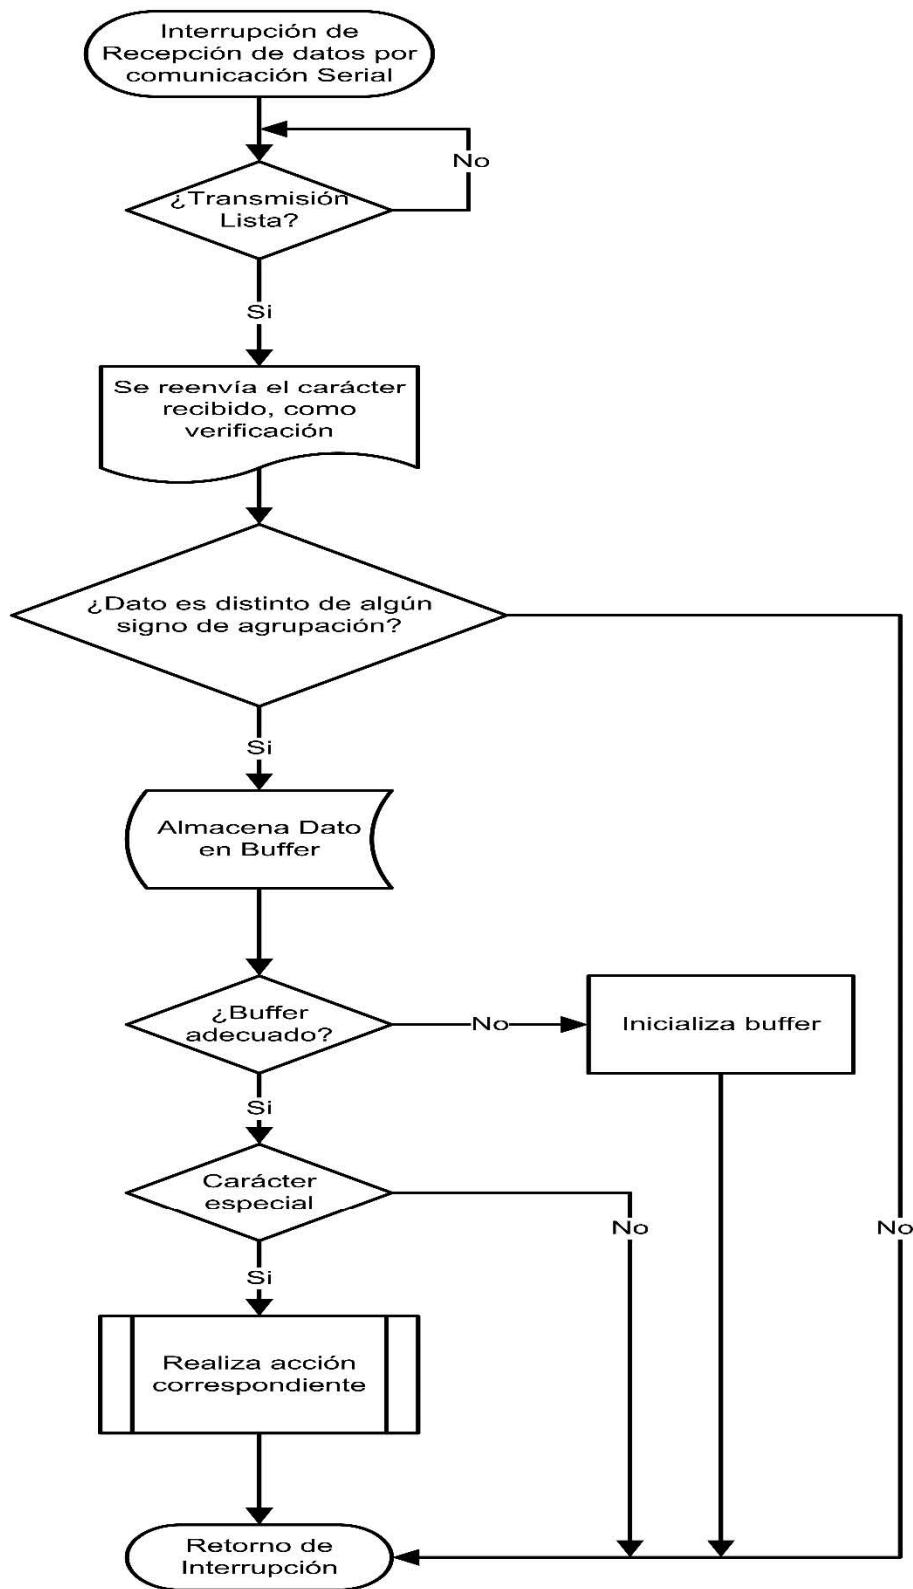 Interrupción de
Recepción de datos por
comunicación Serial
No
¿Transmisión
Lista?
Si
Se reenvía el carácter
recibido, como
verificación
¿Dato es distinto de algún
signo de agrupación?
Si
Almacena Dato
en Buffer
¿Buffer
adecuado?
No
Inicializa buffer
Si
Carácter
especial
No
No
Si
Realiza acción
correspondiente
Retorno de
Interrupción